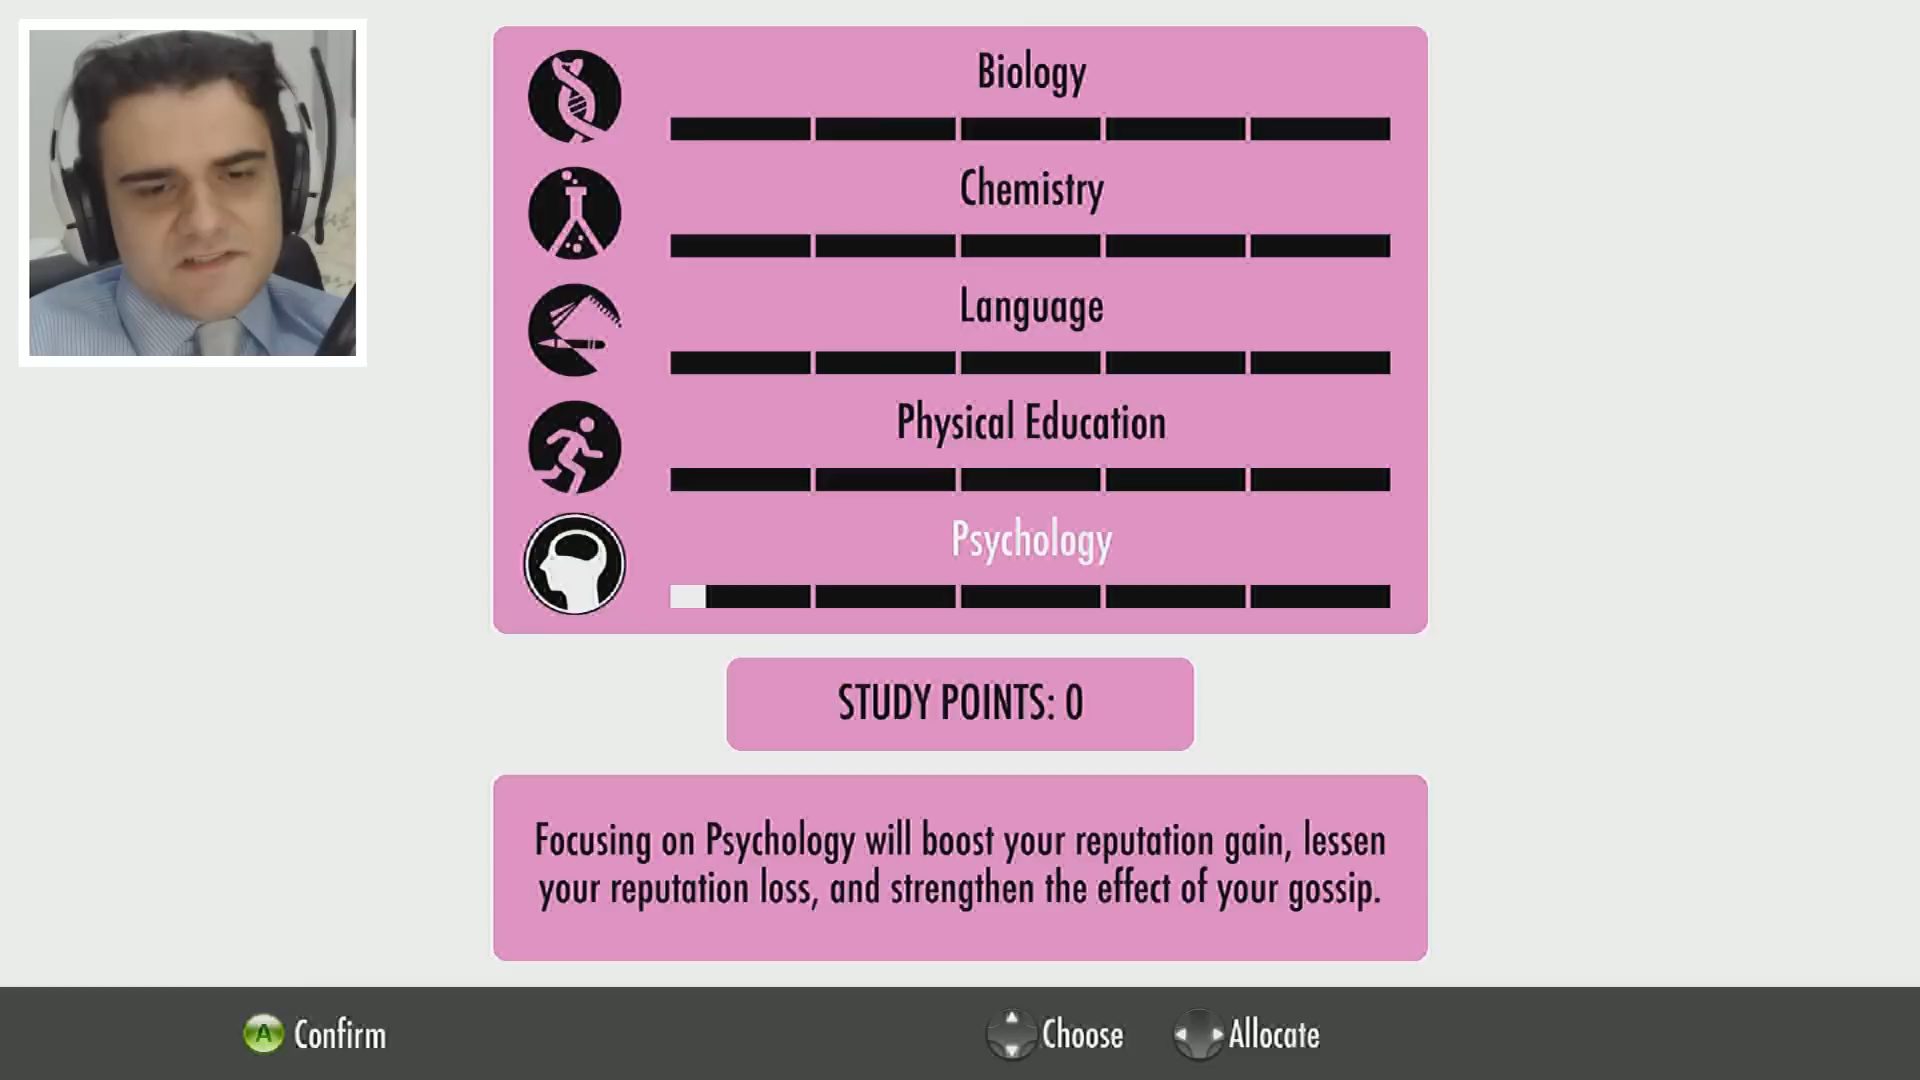 Biology
Chemistry
Language
Physical Education
Psychology
STUDY POINTS: 0
Focusing on Psychology will boost your reputation gain, lessen
your reputation loss, and strengthen the effect of your gossip.
A Confirm
Choose
Allocate